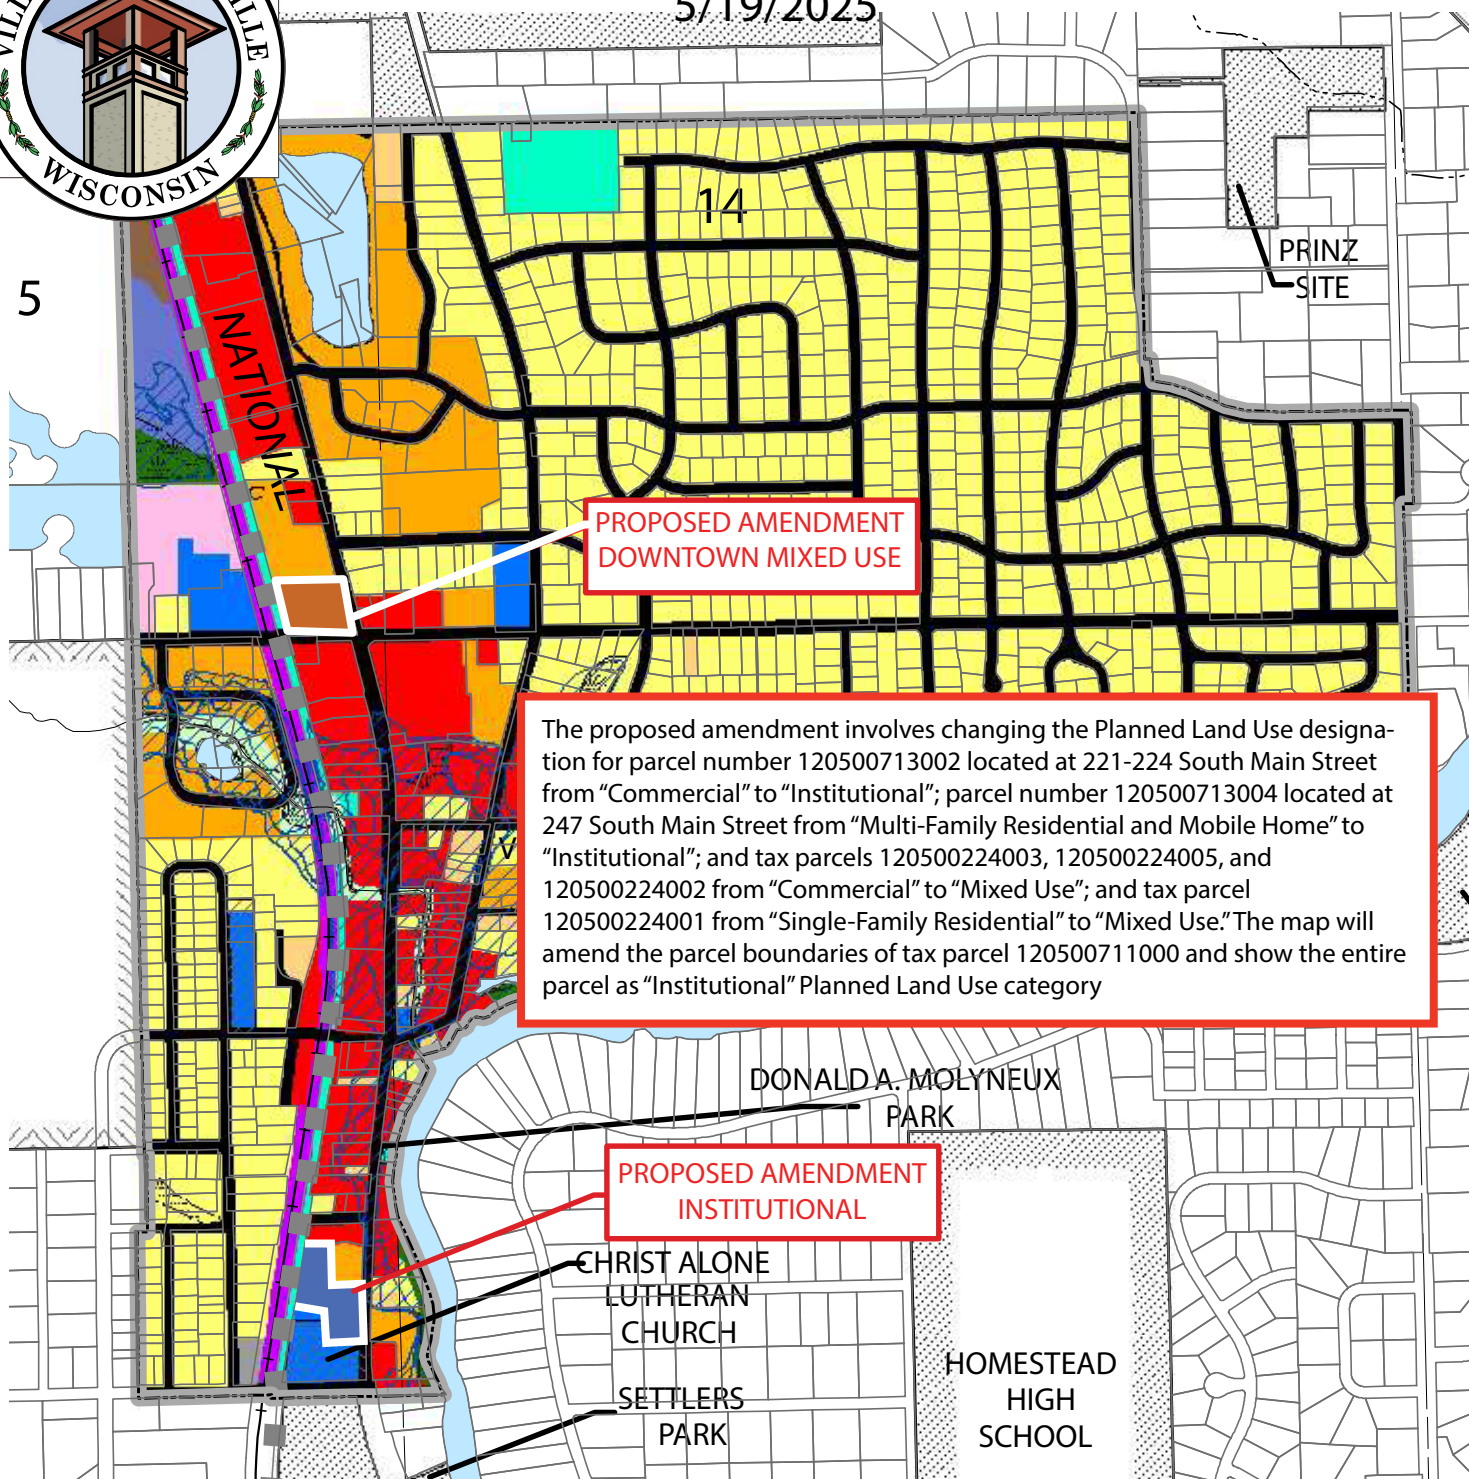 5/19/2025
WISCONSIN
14
PRINZ
SITE
5
NATIONAL
PROPOSED AMENDMENT
DOWNTOWN MIXED USE
The proposed amendment involves changing the Planned Land Use designa-
tion for parcel number 120500713002 located at 221-224 South Main Street
from “Commercial” to “Institutional”; parcel number 120500713004 located at
247 South Main Street from “Multi-Family Residential and Mobile Home” to
“Institutional”; and tax parcels 120500224003, 120500224005, and
120500224002 from “Commercial” to “Mixed Use”; and tax parcel
120500224001 from “Single-Family Residential” to “Mixed Use.” The map will
amend the parcel boundaries of tax parcel 120500711000 and show the entire
parcel as “Institutional” Planned Land Use category
DONALD A. MOLYNEUX
PARK
PROPOSED AMENDMENT
INSTITUTIONAL
CHRIST ALONE
LUTHERAN
CHURCH
HOMESTEAD
HIGH
SCHOOL
SETTLERS
PARK